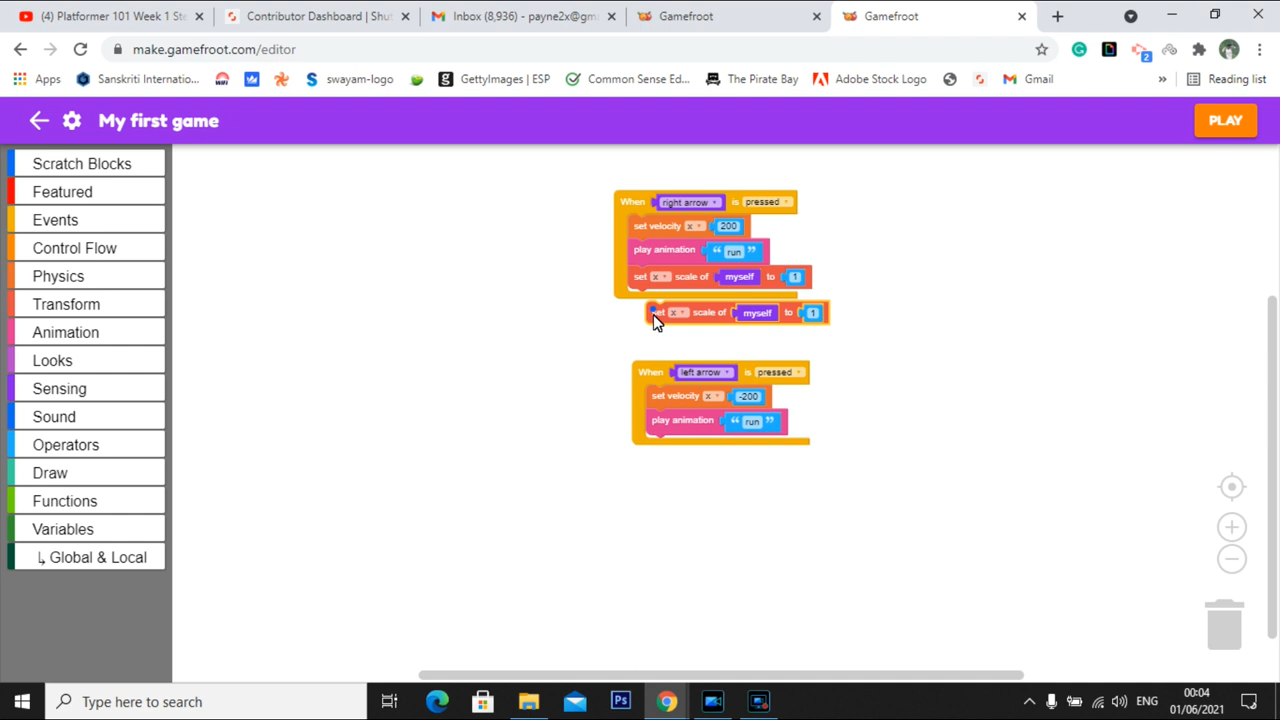 (4) Platformer 101 Week 1 Ste
Contributor Dashboard | Shut
Inbox (8,936) - payne2x@gm
Gamefroot
Gamefroot
make.gamefroot.com/editor
Apps
Sanskriti Internatio...
WiFi
swayam-logo
GettyImages | ESP
Common Sense Ed...
The Pirate Bay
Adobe Stock Logo
Gmail
»
Reading list
My first game
PLAY
Scratch Blocks
Featured
Events
Control Flow
Physics
Transform
Animation
Looks
Sensing
Sound
Operators
Draw
Functions
Variables
↳ Global & Local
When right arrow is pressed
set velocity x 200
play animation “ run ”
set x scale of myself to 1
set x scale of myself to 1
When left arrow is pressed
set velocity x -200
play animation “ run ”
Type here to search
ENG
00:04
01/06/2021